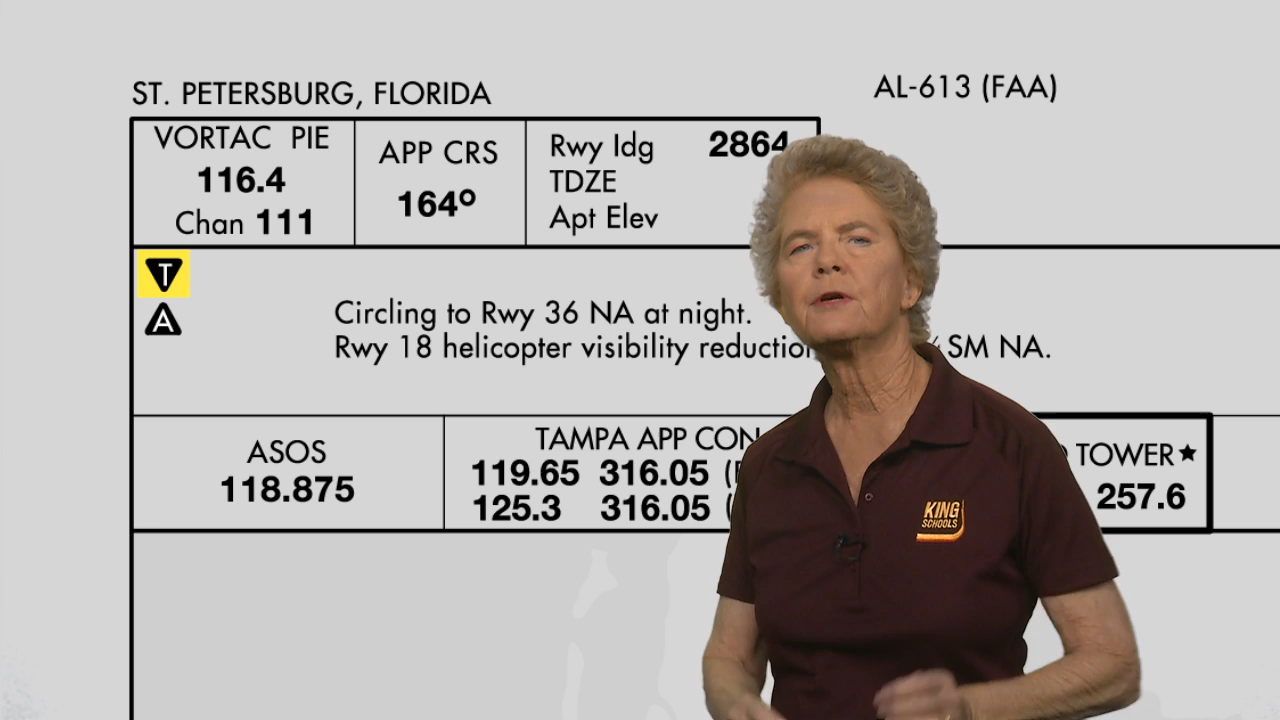 ST. PETERSBURG, FLORIDA
AL-613 (FAA)
VORTAC PIE
116.4
Chan 111
APP CRS
164°
Rwy Idg 2864
TDZE
Apt Elev
T
A
Circling to Rwy 36 NA at night.
Rwy 18 helicopter visibility SM NA.
ASOS
118.875
TAMPA APP CON
119.65 316.05
125.3 316.05
TOWER★
257.6
KING
SCHOOLS